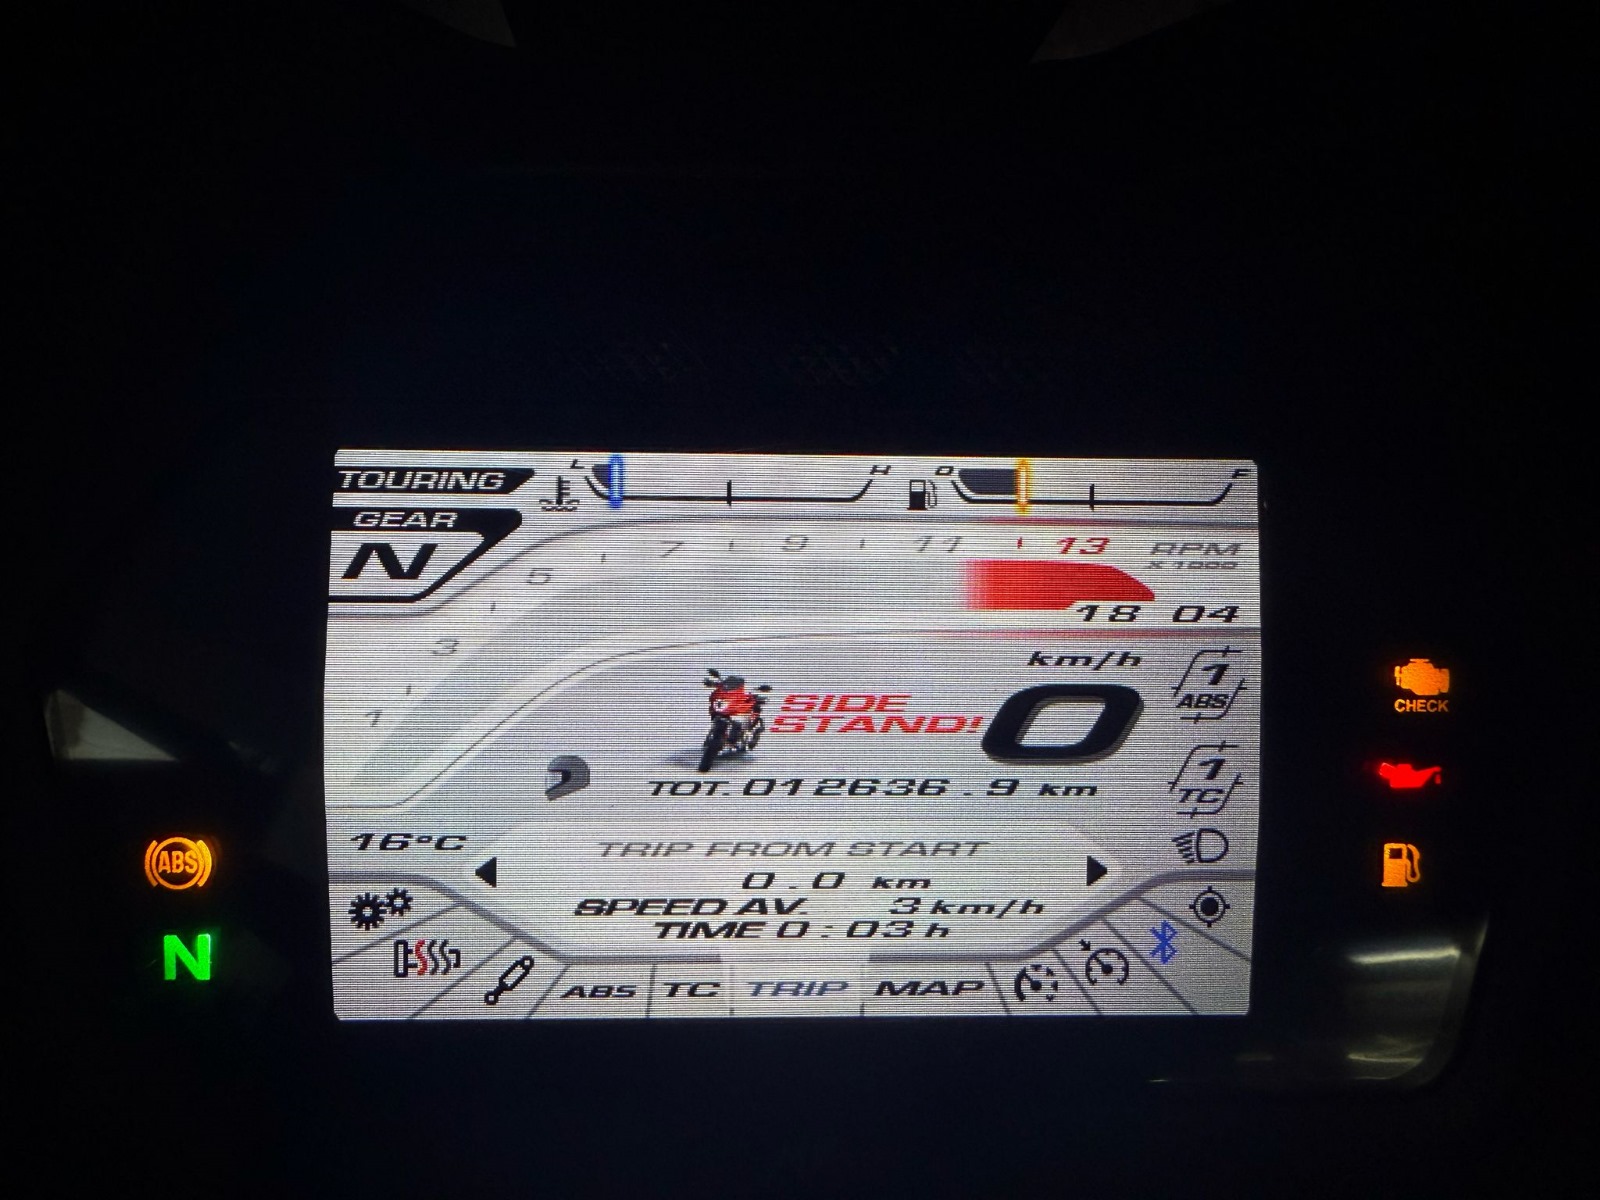 TOURING
L H O F
GEAR
N
1 3 5 7 9 11 13 RPM
X 1000
18 04
km/h
1
ABS
SIDE
STAND!
0
TOT. 012636.9 km
1
TC
CHECK
16°C
TRIP FROM START
0.0 km
SPEED AV. 3 km/h
TIME 0:03 h
ABS
N
ABS TC TRIP MAP